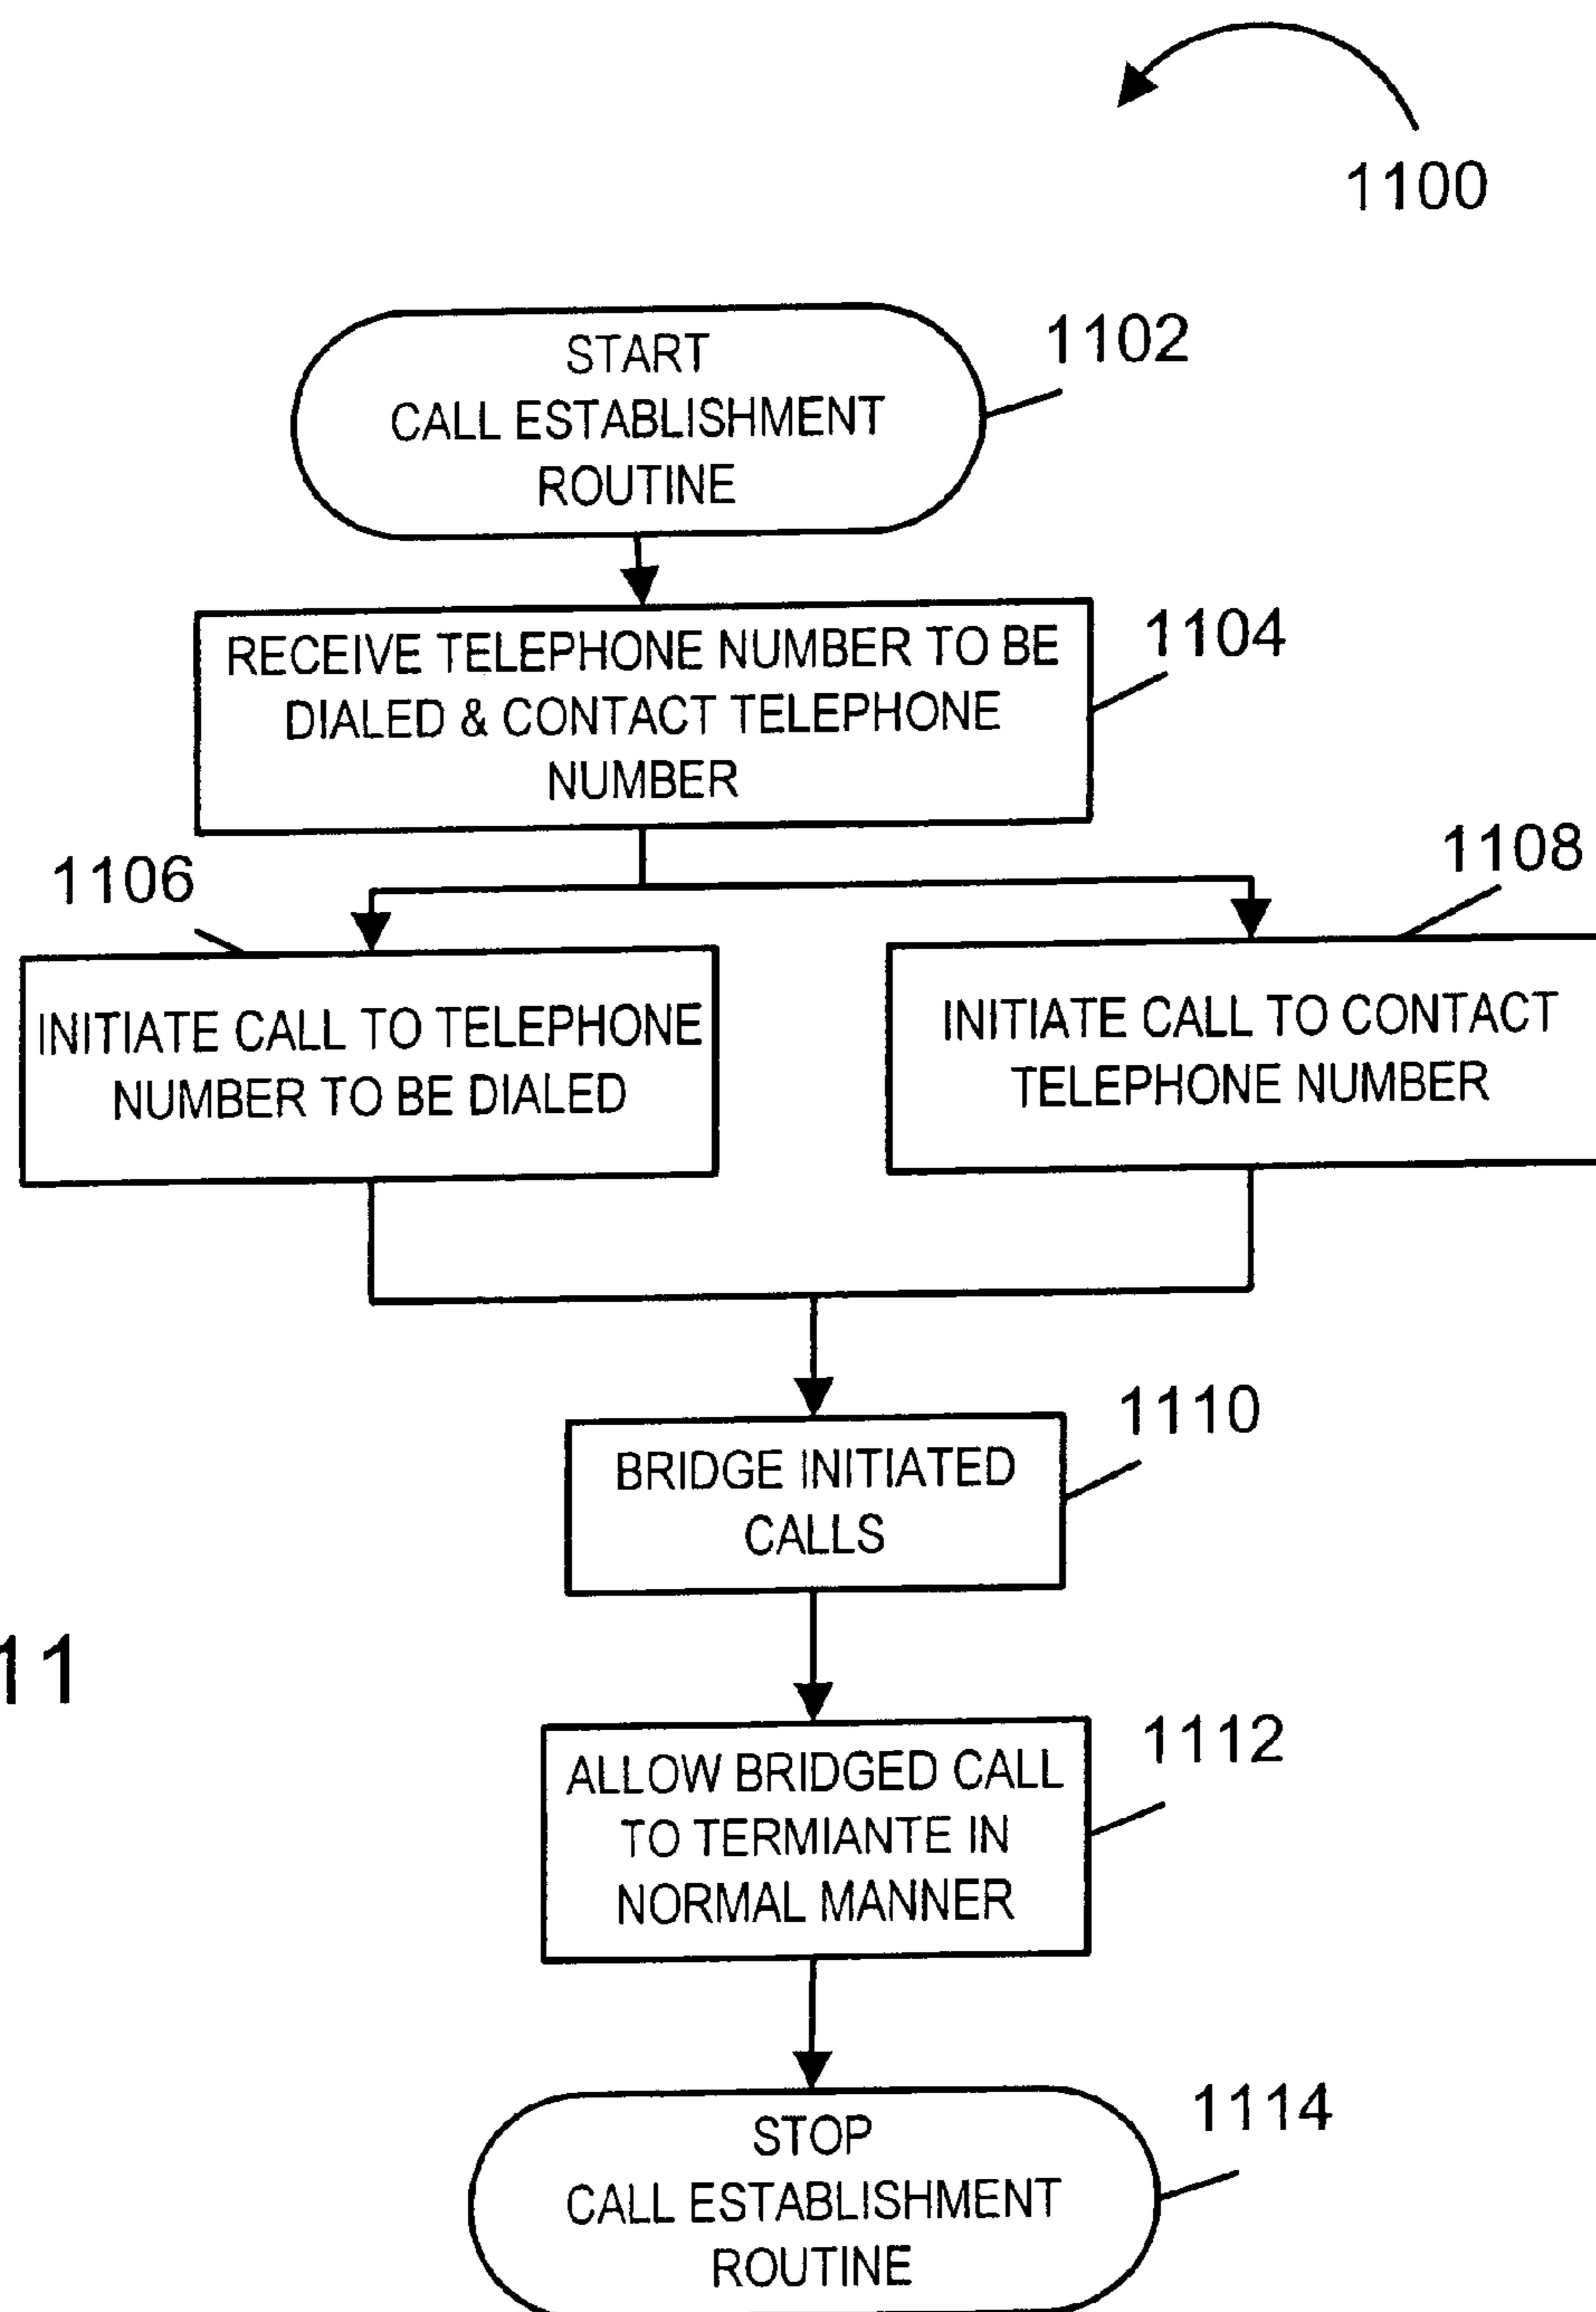 1100
START
CALL ESTABLISHMENT
ROUTINE
1102
RECEIVE TELEPHONE NUMBER TO BE
DIALED & CONTACT TELEPHONE
NUMBER
1104
1106
INITIATE CALL TO TELEPHONE
NUMBER TO BE DIALED
1108
INITIATE CALL TO CONTACT
TELEPHONE NUMBER
BRIDGE INITIATED
CALLS
1110
11
ALLOW BRIDGED CALL
TO TERMIANTE IN
NORMAL MANNER
1112
STOP
CALL ESTABLISHMENT
ROUTINE
1114